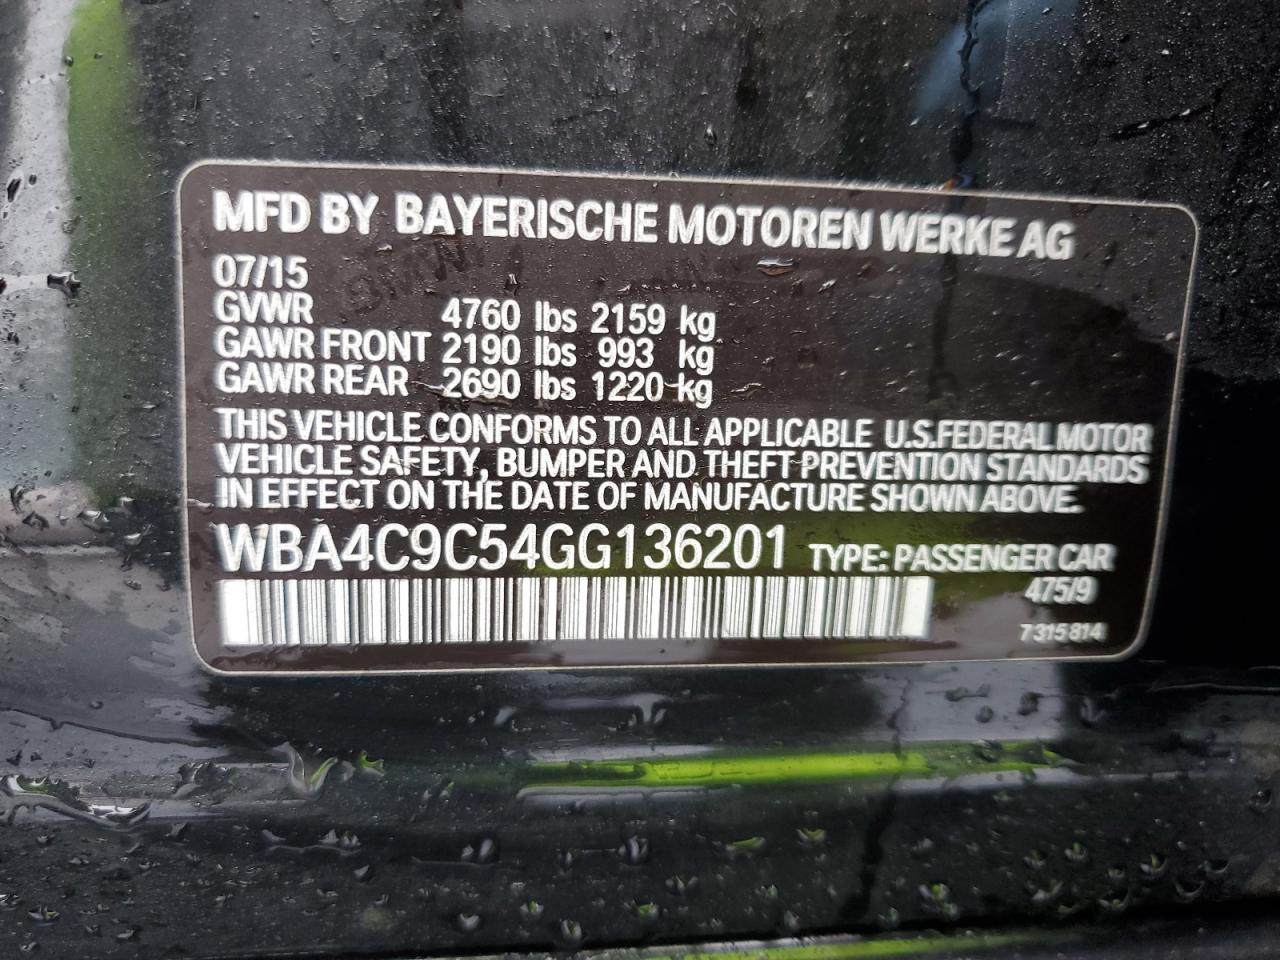 MFD BY BAYERISCHE MOTOREN WERKE AG
07/15
GVWR 4760 lbs 2159 kg
GAWR FRONT 2190 lbs 993 kg
GAWR REAR 2690 lbs 1220 kg
THIS VEHICLE CONFORMS TO ALL APPLICABLE U.S.FEDERAL MOTOR
VEHICLE SAFETY, BUMPER AND THEFT PREVENTION STANDARDS
IN EFFECT ON THE DATE OF MANUFACTURE SHOWN ABOVE.
WBA4C9C54GG136201 TYPE: PASSENGER CAR
475/9
7 315 814